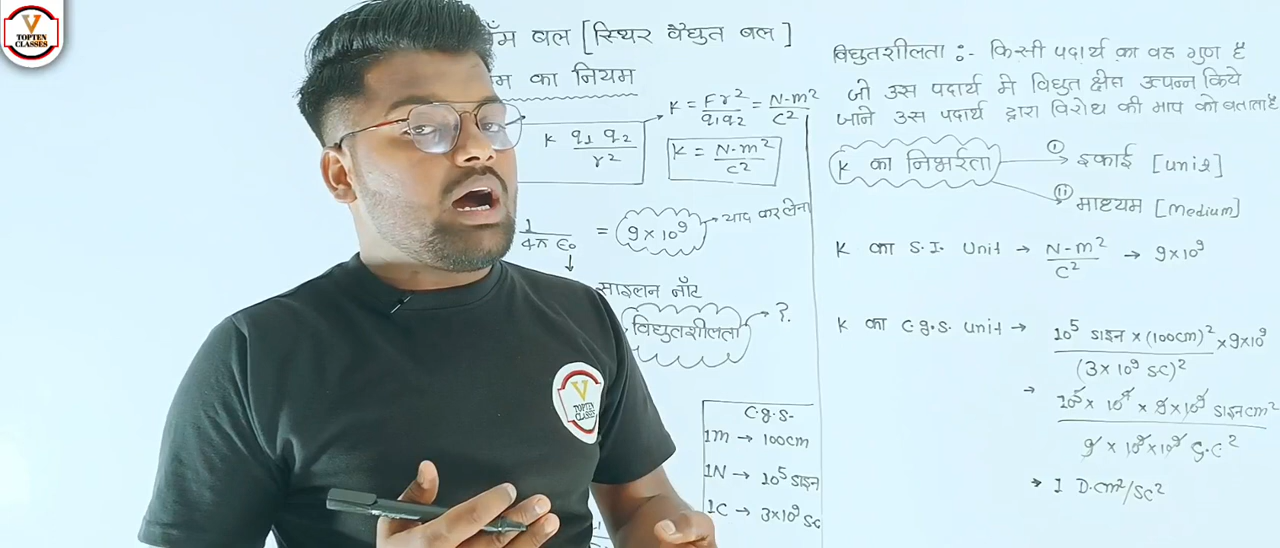 V
TOPTEN
CLASSES
बल [स्थिर वैद्युत बल]
का नियम
K = Fr² / q₁q₂ = N-m² / C²
K q₁ q₂ / r²
K = N-m² / C²
1 / 4π ε₀ = 9×10⁹ → याद कर लेना
साइलन नॉट
विद्युतशीलता → ?
C.g.s.
1m → 100cm
1N → 10⁵ डाइन
1C → 3×10⁹ SC
विद्युतशीलता :- किसी पदार्थ का वह गुण है
जो उस पदार्थ में विद्युत क्षेत्र उत्पन्न किये
जाने उस पदार्थ द्वारा विरोध की माप को बताता है
K का निर्भरता
(i) इकाई [unit]
(ii) माध्यम [Medium]
K का S.I. Unit → N-m² / C² → 9×10⁹
K का C.g.s. unit → 10⁵ डाइन × (100cm)² × 9×10⁹ / (3×10⁹ SC)²
→ 10⁵ × 10⁴ × 9×10⁹ डाइन cm² / 9 × 10⁹ × 10⁹ S.C²
→ 1 D.cm²/SC²
V
TOPTEN
CLASSES